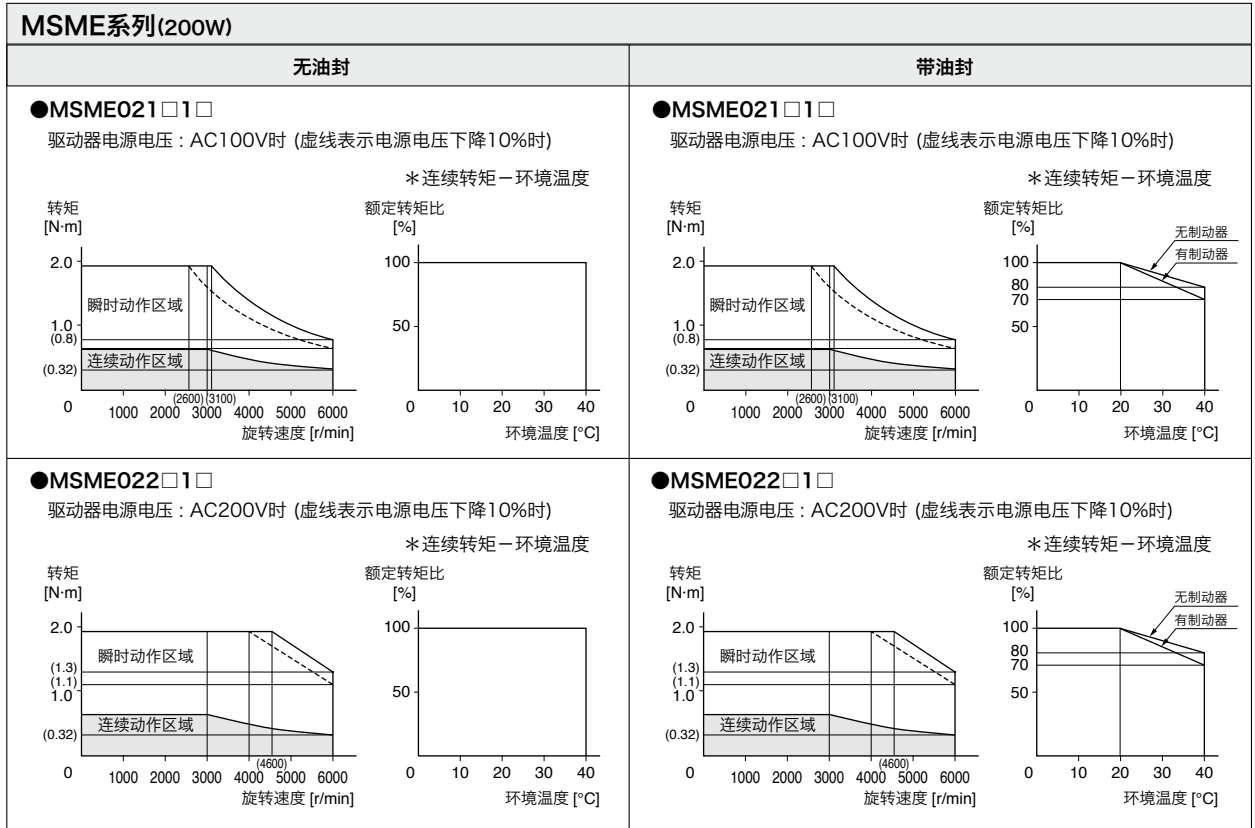 MSME系列(200W)
无油封
带油封
●MSME021□1□
驱动器电源电压：AC100V时 (虚线表示电源电压下降10%时)
＊连续转矩－环境温度
转矩
[N·m]
2.0
1.0
(0.8)
(0.32)
0
瞬时动作区域
连续动作区域
(2600)
(3100)
1000 2000 3000 4000 5000 6000
旋转速度 [r/min]
额定转矩比
[%]
100
50
0 10 20 30 40
环境温度 [°C]
●MSME021□1□
驱动器电源电压：AC100V时 (虚线表示电源电压下降10%时)
＊连续转矩－环境温度
转矩
[N·m]
2.0
1.0
(0.8)
(0.32)
0
瞬时动作区域
连续动作区域
(2600)
(3100)
1000 2000 3000 4000 5000 6000
旋转速度 [r/min]
额定转矩比
[%]
无制动器
有制动器
100
80
70
50
0 10 20 30 40
环境温度 [°C]
●MSME022□1□
驱动器电源电压：AC200V时 (虚线表示电源电压下降10%时)
＊连续转矩－环境温度
转矩
[N·m]
2.0
(1.3)
(1.1)
1.0
(0.32)
0
瞬时动作区域
连续动作区域
(4600)
1000 2000 3000 4000 5000 6000
旋转速度 [r/min]
额定转矩比
[%]
100
50
0 10 20 30 40
环境温度 [°C]
●MSME022□1□
驱动器电源电压：AC200V时 (虚线表示电源电压下降10%时)
＊连续转矩－环境温度
转矩
[N·m]
2.0
(1.3)
(1.1)
1.0
(0.32)
0
瞬时动作区域
连续动作区域
(4600)
1000 2000 3000 4000 5000 6000
旋转速度 [r/min]
额定转矩比
[%]
无制动器
有制动器
100
80
70
50
0 10 20 30 40
环境温度 [°C]